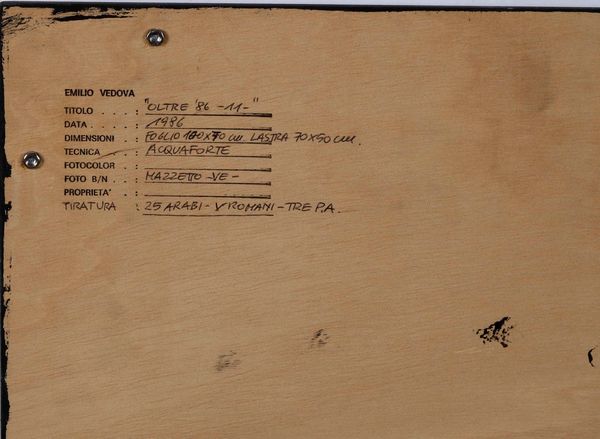 EMILIO VEDOVA
TITOLO . . . . : "OLTRE '86 -11-"
DATA . . . . . : 1986
DIMENSIONI . : FOGLIO 100X70 cm. LASTRA 70X50 cm.
TECNICA . . . : ACQUAFORTE
FOTOCOLOR . . :
FOTO B/N . . : MAZZETTO -VE-
PROPRIETA' . . :
TIRATURA : 25 ARABI - V ROMANI - TRE P.A.